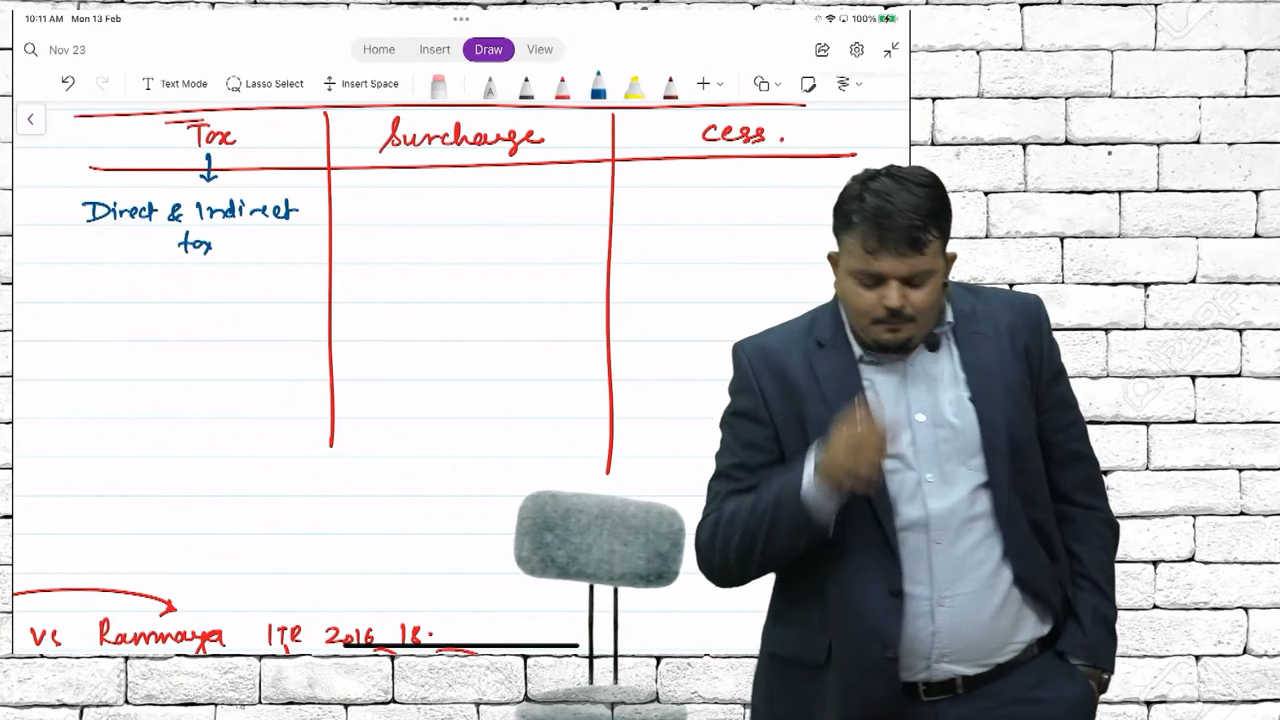 10:11 AM Mon 13 Feb
100%
Nov 23
Home Insert Draw View
Text Mode Lasso Select Insert Space
Tax Surcharge Cess.
Direct & Indirect
tax
vs ITR 2016 18.